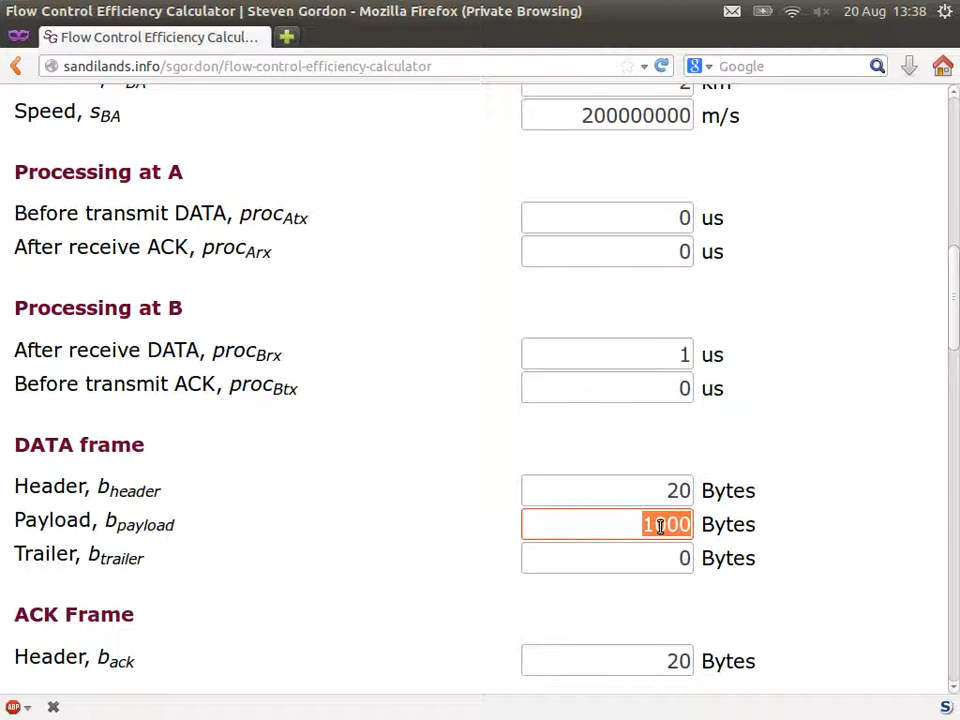 Flow Control Efficiency Calculator | Steven Gordon - Mozilla Firefox (Private Browsing) 20 Aug 13:38
Flow Control Efficiency Calcul...
sandilands.info/sgordon/flow-control-efficiency-calculator Google
Speed, sBA 200000000 m/s
Processing at A
Before transmit DATA, procAtx 0 us
After receive ACK, procArx 0 us
Processing at B
After receive DATA, procBrx 1 us
Before transmit ACK, procBtx 0 us
DATA frame
Header, bheader 20 Bytes
Payload, bpayload 1000 Bytes
Trailer, btrailer 0 Bytes
ACK Frame
Header, back 20 Bytes
ABP